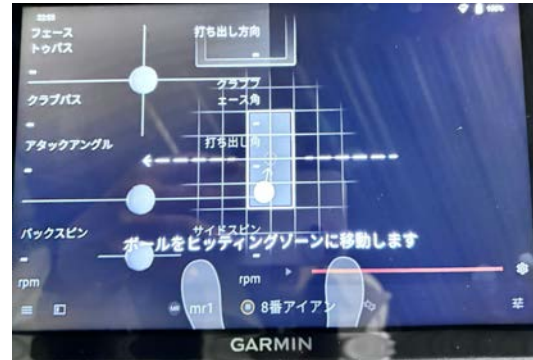 22:03
100%
フェース
トゥパス
-
打ち出し方向
-
クラブパス
-
クラブフ
ェース角
-
アタックアングル
-
打ち出し角
-
バックスピン
-
rpm
サイドスピン
-
rpm
ボールをヒッティングゾーンに移動します
mr1
8番アイアン
GARMIN